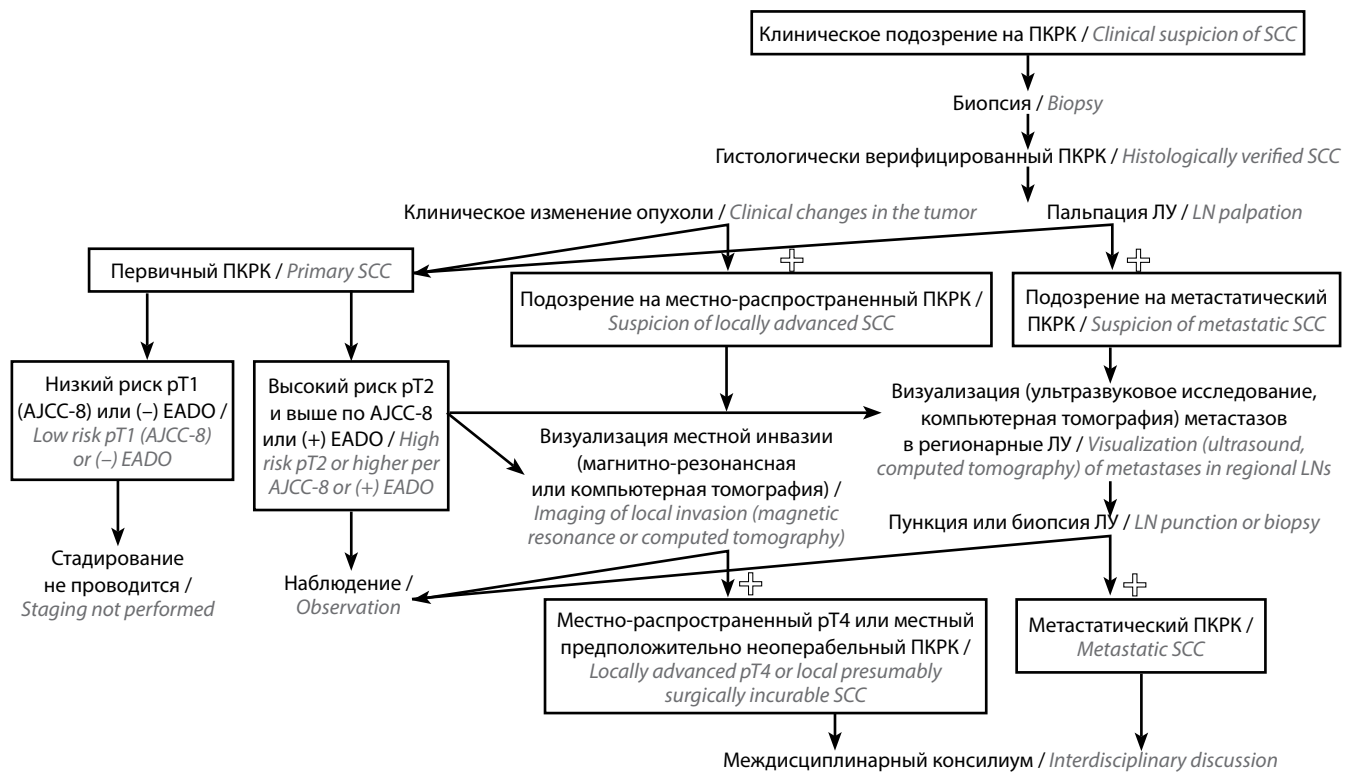 Клиническое подозрение на ПКРК / Clinical suspicion of SCC
Биопсия / Biopsy
Гистологически верифицированный ПКРК / Histologically verified SCC
Клиническое изменение опухоли / Clinical changes in the tumor
Пальпация ЛУ / LN palpation
Первичный ПКРК / Primary SCC
Подозрение на местно-распространенный ПКРК /
Suspicion of locally advanced SCC
Подозрение на метастатический
ПКРК / Suspicion of metastatic SCC
Низкий риск pT1
(AJCC-8) или (–) EADO /
Low risk pT1 (AJCC-8)
or (–) EADO
Высокий риск pT2
и выше по AJCC-8
или (+) EADO / High
risk pT2 or higher per
AJCC-8 or (+) EADO
Визуализация местной инвазии
(магнитно-резонансная
или компьютерная томография) /
Imaging of local invasion (magnetic
resonance or computed tomography)
Визуализация (ультразвуковое исследование,
компьютерная томография) метастазов
в регионарные ЛУ / Visualization (ultrasound,
computed tomography) of metastases in regional LNs
Пункция или биопсия ЛУ / LN punction or biopsy
Стадирование
не проводится /
Staging not performed
Наблюдение /
Observation
Местно-распространенный pT4 или местный
предположительно неоперабельный ПКРК /
Locally advanced pT4 or local presumably
surgically incurable SCC
Метастатический ПКРК /
Metastatic SCC
Междисциплинарный консилиум / Interdisciplinary discussion